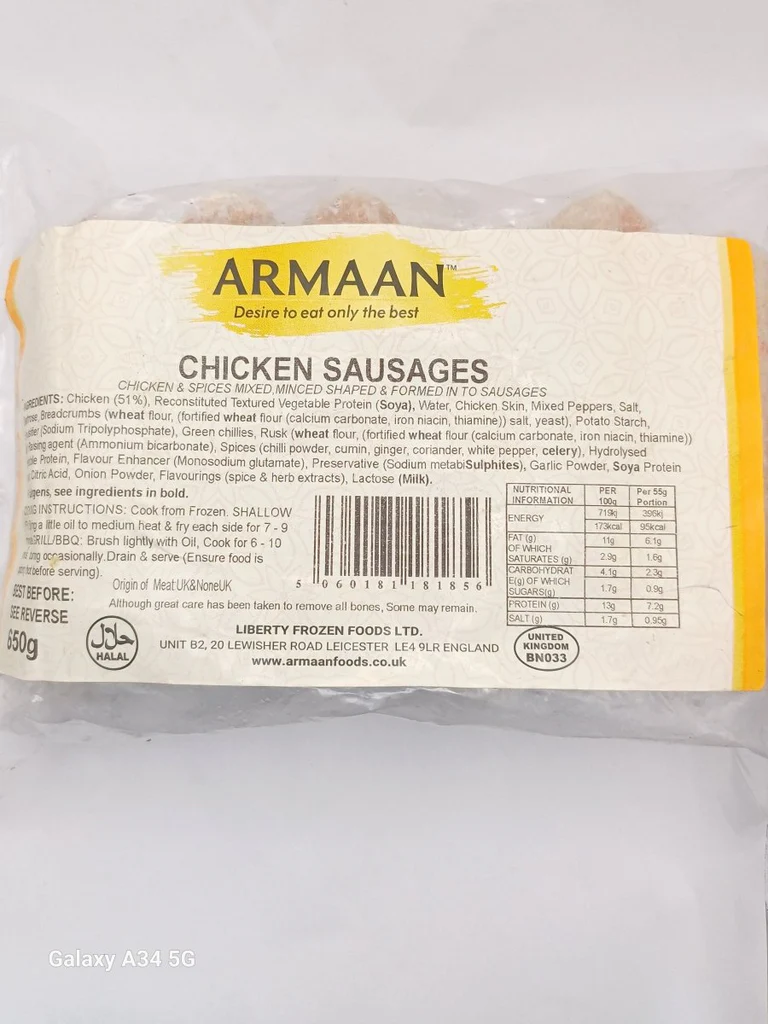 ARMAAN™
Desire to eat only the best
CHICKEN SAUSAGES
CHICKEN & SPICES MIXED,MINCED SHAPED & FORMED IN TO SAUSAGES
REDIENTS: Chicken (51%), Reconstituted Textured Vegetable Protein (Soya), Water, Chicken Skin, Mixed Peppers, Salt,
Breadcrumbs (wheat flour, (fortified wheat flour (calcium carbonate, iron niacin, thiamine)) salt, yeast), Potato Starch,
(Sodium Tripolyphosphate), Green chillies, Rusk (wheat flour, (fortified wheat flour (calcium carbonate, iron niacin, thiamine))
Raising agent (Ammonium bicarbonate), Spices (chilli powder, cumin, ginger, coriander, white pepper, celery), Hydrolysed
Protein, Flavour Enhancer (Monosodium glutamate), Preservative (Sodium metabiSulphites), Garlic Powder, Soya Protein
Citric Acid, Onion Powder, Flavourings (spice & herb extracts), Lactose (Milk).
rgens, see ingredients in bold.
ING INSTRUCTIONS: Cook from Frozen. SHALLOW
a little oil to medium heat & fry each side for 7 - 9
GRILL/BBQ: Brush lightly with Oil, Cook for 6 - 10
occasionally.Drain & serve (Ensure food is
before serving).
Origin of Meat UK&NoneUK
EST BEFORE:
SEE REVERSE
650g
5 060181 181856
Although great care has been taken to remove all bones, Some may remain.
حلال
HALAL
LIBERTY FROZEN FOODS LTD.
UNIT B2, 20 LEWISHER ROAD LEICESTER LE4 9LR ENGLAND
www.armaanfoods.co.uk
NUTRITIONAL INFORMATION PER 100g Per 55g Portion
ENERGY 719kj 396kj
173kcal 95kcal
FAT (g) 11g 6.1g
OF WHICH SATURATES (g) 2.9g 1.6g
CARBOHYDRAT E(g) 4.1g 2.3g
OF WHICH SUGARS(g) 1.7g 0.9g
PROTEIN (g) 13g 7.2g
SALT (g) 1.7g 0.95g
UNITED
KINGDOM
BN033
Galaxy A34 5G